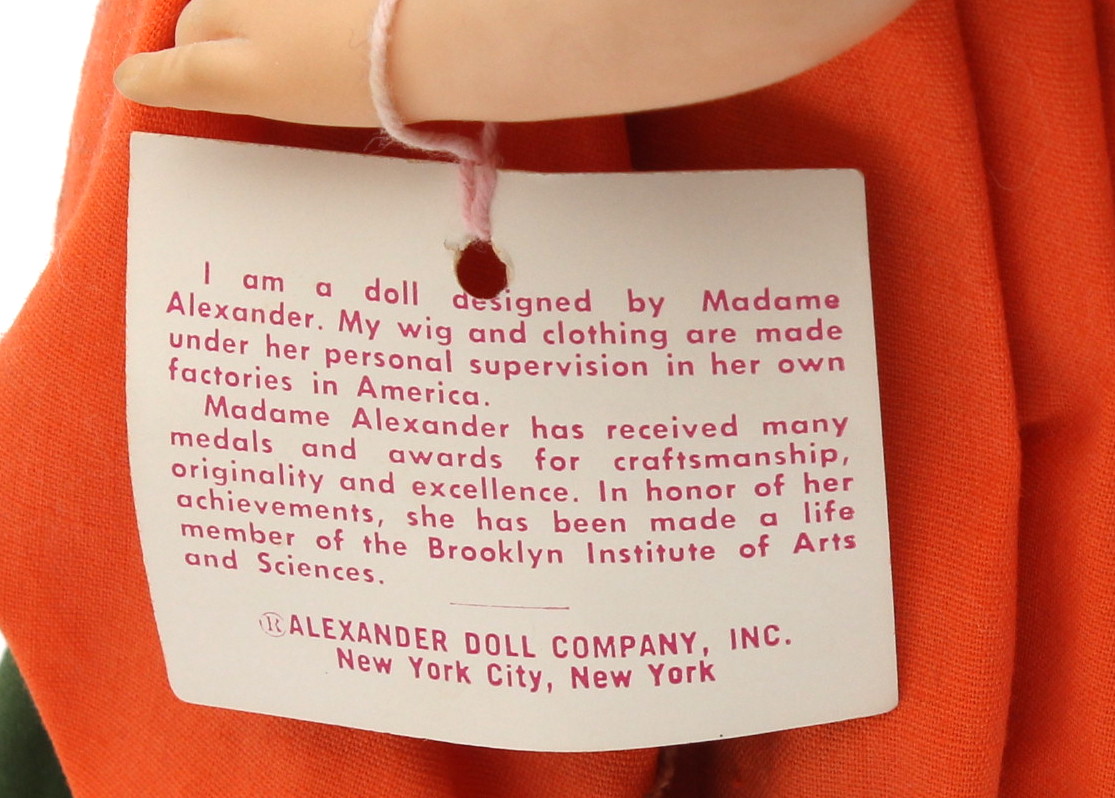 I am a doll designed by Madame
Alexander. My wig and clothing are made
under her personal supervision in her own
factories in America.
Madame Alexander has received many
medals and awards for craftsmanship,
originality and excellence. In honor of her
achievements, she has been made a life
member of the Brooklyn Institute of Arts
and Sciences.
®ALEXANDER DOLL COMPANY, INC.
New York City, New York